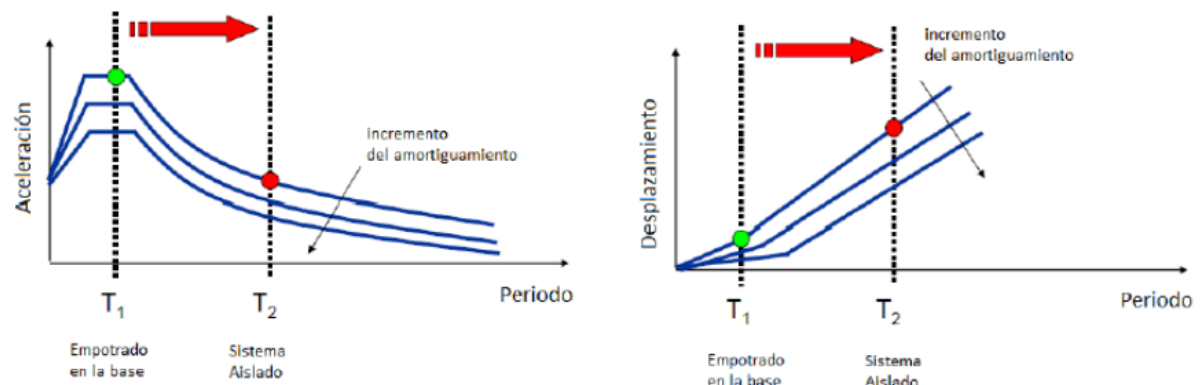 Aceleración
incremento
del amortiguamiento
T1
T2
Periodo
Empotrado
en la base
Sistema
Aislado
Desplazamiento
incremento
del amortiguamiento
T1
T2
Periodo
Empotrado
en la base
Sistema
Aislado